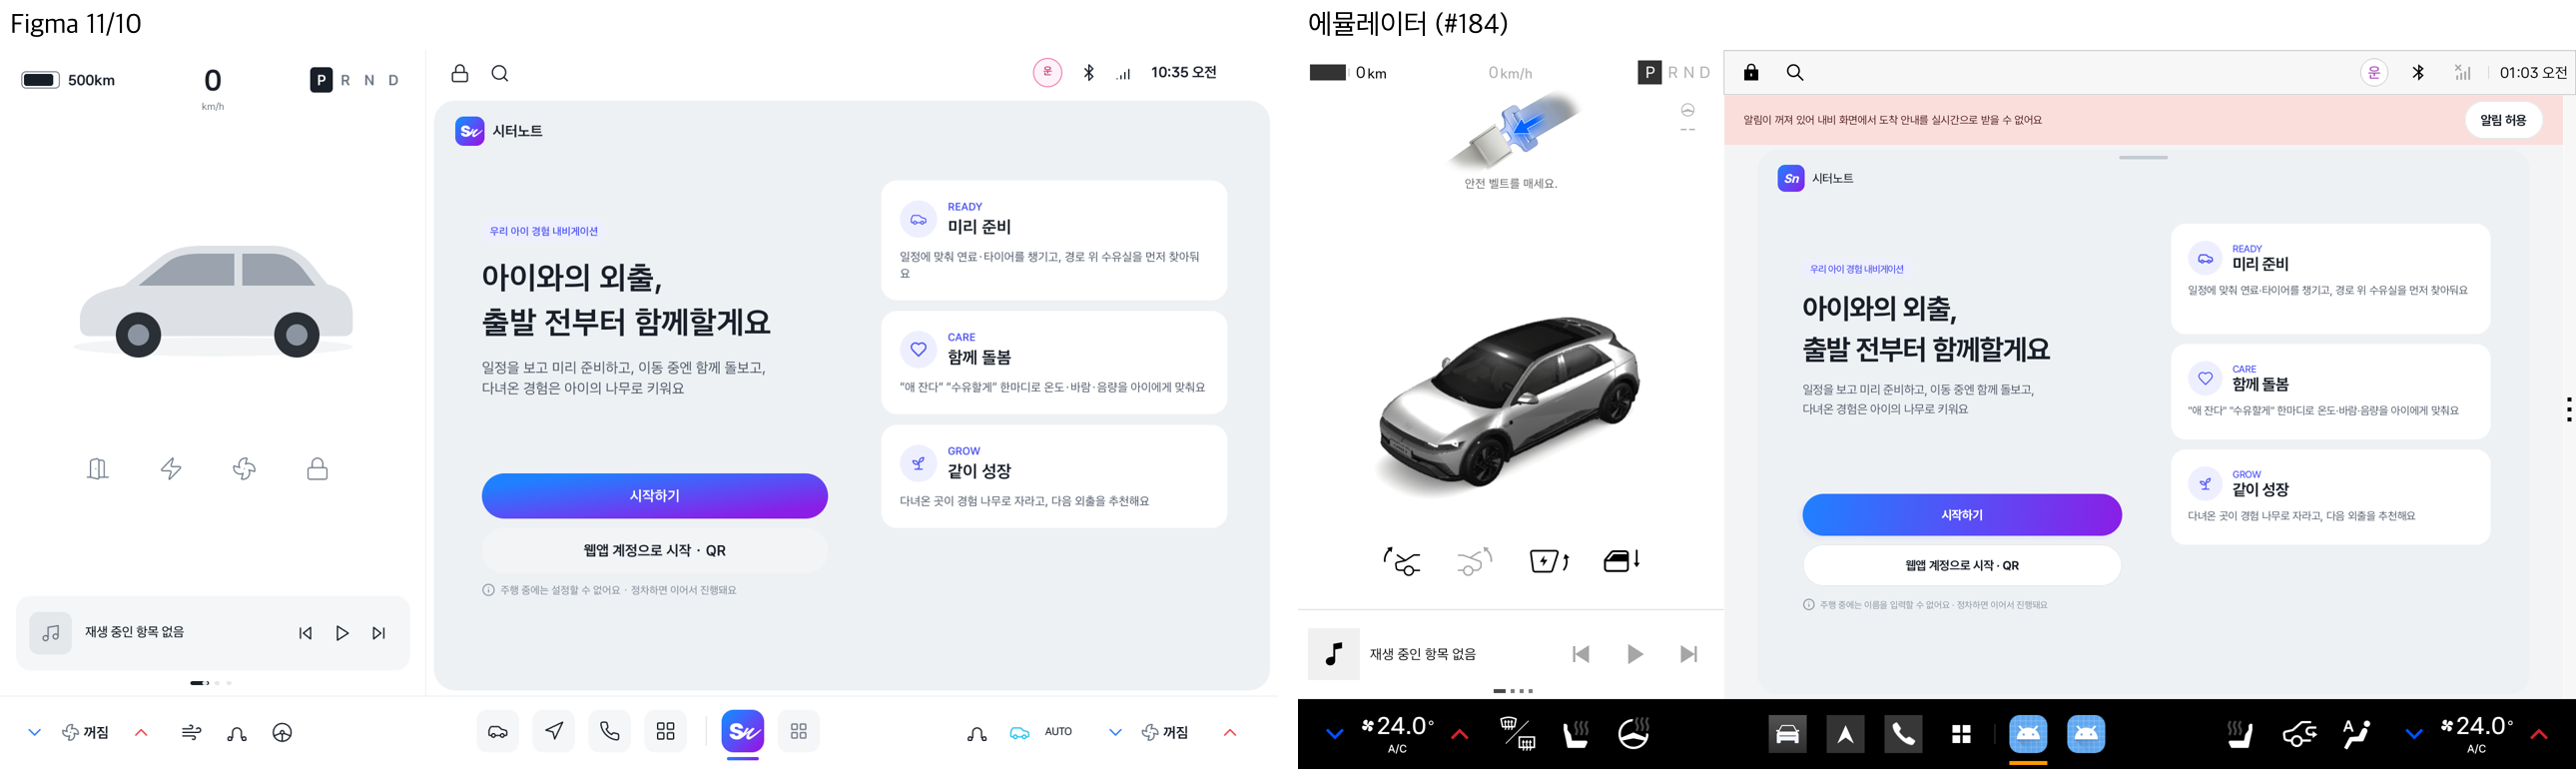 Figma 11/10
500km
0
km/h
P R N D
운
10:35 오전
Sn 시터노트
우리 아이 경험 내비게이션
아이와의 외출,
출발 전부터 함께할게요
일정을 보고 미리 준비하고, 이동 중엔 함께 돌보고,
다녀온 경험은 아이의 나무로 키워요
시작하기
웹앱 계정으로 시작 · QR
주행 중에는 설정할 수 없어요 · 정차하면 이어서 진행돼요
READY
미리 준비
일정에 맞춰 연료·타이어를 챙기고, 경로 위 수유실을 먼저 찾아둬
요
CARE
함께 돌봄
“애 잔다” “수유할게” 한마디로 온도·바람·음량을 아이에게 맞춰요
GROW
같이 성장
다녀온 곳이 경험 나무로 자라고, 다음 외출을 추천해요
재생 중인 항목 없음
꺼짐
Sn
AUTO
꺼짐
에뮬레이터 (#184)
0 km
0 km/h
P R N D
안전 벨트를 매세요.
--
운
01:03 오전
알림이 꺼져 있어 내비 화면에서 도착 안내를 실시간으로 받을 수 없어요
알림 허용
Sn 시터노트
우리 아이 경험 내비게이션
아이와의 외출,
출발 전부터 함께할게요
일정을 보고 미리 준비하고, 이동 중엔 함께 돌보고,
다녀온 경험은 아이의 나무로 키워요
시작하기
웹앱 계정으로 시작 · QR
주행 중에는 이름을 입력할 수 없어요 · 정차하면 이어서 진행돼요
READY
미리 준비
일정에 맞춰 연료·타이어를 챙기고, 경로 위 수유실을 먼저 찾아둬요
CARE
함께 돌봄
"애 잔다" "수유할게" 한마디로 온도·바람·음량을 아이에게 맞춰요
GROW
같이 성장
다녀온 곳이 경험 나무로 자라고, 다음 외출을 추천해요
재생 중인 항목 없음
24.0°
A/C
A
24.0°
A/C